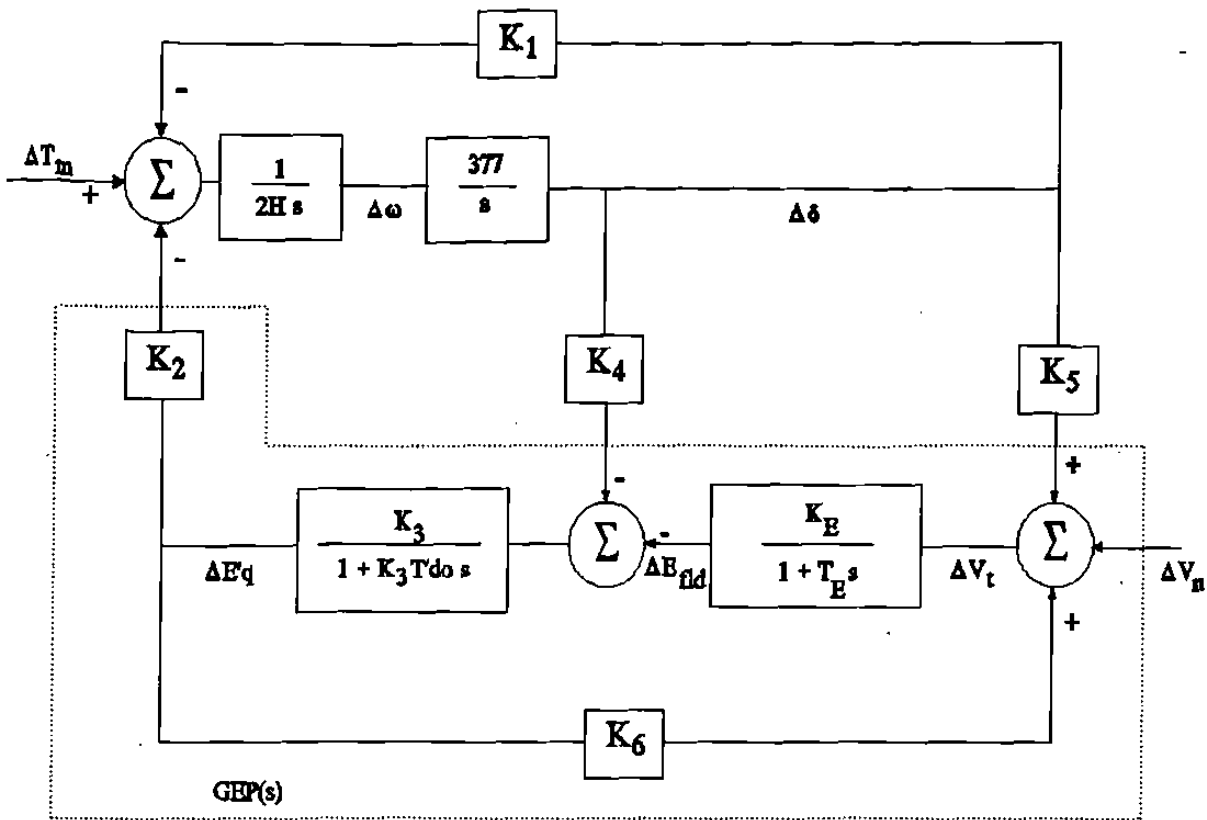 K1
-
ΔTm
+
Σ
1
2H s
Δω
377
s
Δδ
-
K2
K4
K5
-
+
K3
1 + K3 T'do s
ΔE'q
Σ
-
ΔEfld
KE
1 + TE s
ΔVt
Σ
ΔVn
+
K6
GEP(s)